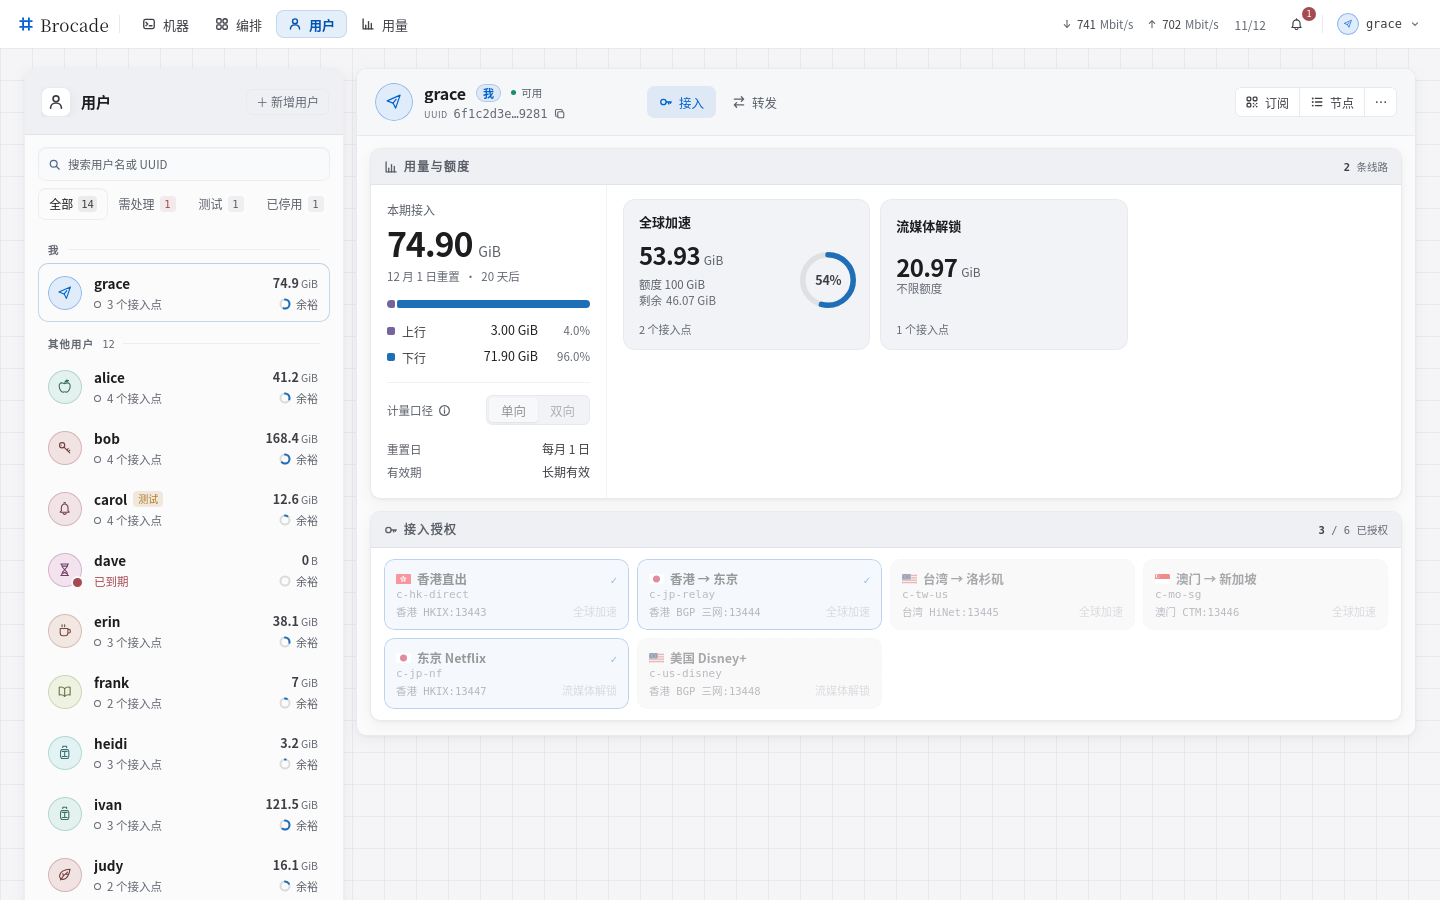 Brocade
机器
编排
用户
用量
741 Mbit/s
702 Mbit/s
11/12
1
grace
用户
新增用户
搜索用户名或 UUID
全部 14
需处理 1
测试 1
已停用 1
我
grace 74.9 GiB
3 个接入点 余裕
其他用户 12
alice 41.2 GiB
4 个接入点 余裕
bob 168.4 GiB
4 个接入点 余裕
carol 测试 12.6 GiB
4 个接入点 余裕
dave 0 B
已到期 余裕
erin 38.1 GiB
3 个接入点 余裕
frank 7 GiB
2 个接入点 余裕
heidi 3.2 GiB
3 个接入点 余裕
ivan 121.5 GiB
3 个接入点 余裕
judy 16.1 GiB
2 个接入点 余裕
grace 我 可用
UUID 6f1c2d3e…9281
接入
转发
订阅
节点
···
用量与额度
2 条线路
本期接入
74.90 GiB
12 月 1 日重置 · 20 天后
上行 3.00 GiB 4.0%
下行 71.90 GiB 96.0%
计量口径 单向 双向
重置日 每月 1 日
有效期 长期有效
全球加速
53.93 GiB
额度 100 GiB
剩余 46.07 GiB
54%
2 个接入点
流媒体解锁
20.97 GiB
不限额度
1 个接入点
接入授权
3 / 6 已授权
香港直出 ✓
c-hk-direct
香港 HKIX:13443 全球加速
香港 → 东京 ✓
c-jp-relay
香港 BGP 三网:13444 全球加速
台湾 → 洛杉矶
c-tw-us
台湾 HiNet:13445 全球加速
澳门 → 新加坡
c-mo-sg
澳门 CTM:13446 全球加速
东京 Netflix ✓
c-jp-nf
香港 HKIX:13447 流媒体解锁
美国 Disney+
c-us-disney
香港 BGP 三网:13448 流媒体解锁